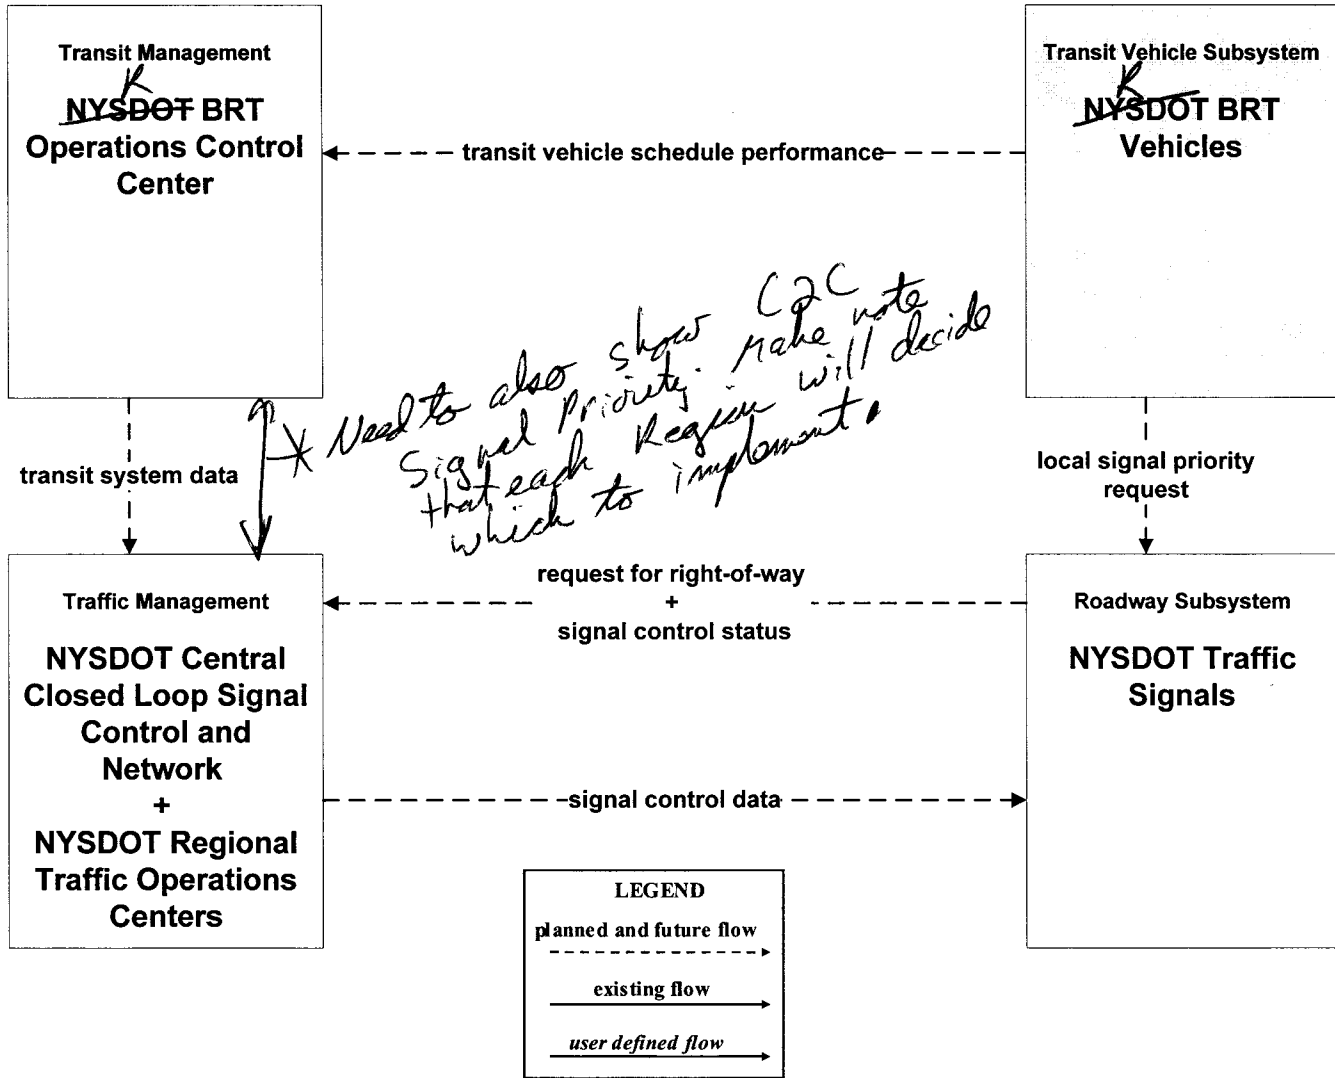 Transit Management
R
NYSDOT BRT
Operations Control
Center
Transit Vehicle Subsystem
R
NYSDOT BRT
Vehicles
transit vehicle schedule performance
* Need to also show C2C
Signal Priority. Make note
that each Region will decide
which to implement.
transit system data
local signal priority
request
request for right-of-way
+
signal control status
Traffic Management
NYSDOT Central
Closed Loop Signal
Control and
Network
+
NYSDOT Regional
Traffic Operations
Centers
Roadway Subsystem
NYSDOT Traffic
Signals
signal control data
LEGEND
planned and future flow
existing flow
user defined flow